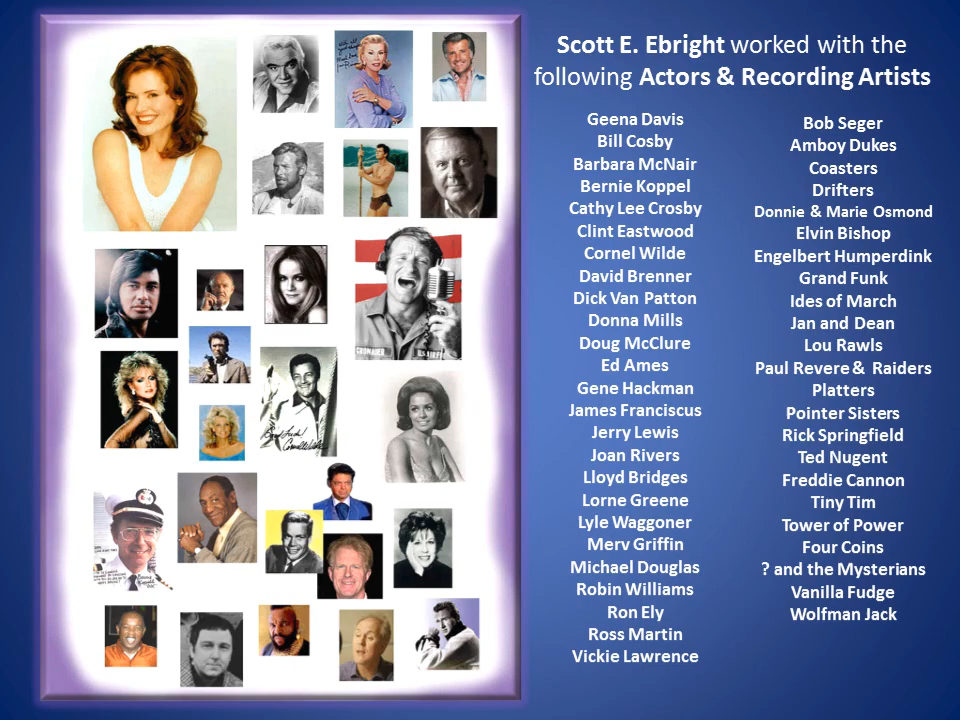 Scott E. Ebright worked with the
following Actors & Recording Artists
Geena Davis
Bill Cosby
Barbara McNair
Bernie Koppel
Cathy Lee Crosby
Clint Eastwood
Cornel Wilde
David Brenner
Dick Van Patton
Donna Mills
Doug McClure
Ed Ames
Gene Hackman
James Franciscus
Jerry Lewis
Joan Rivers
Lloyd Bridges
Lorne Greene
Lyle Waggoner
Merv Griffin
Michael Douglas
Robin Williams
Ron Ely
Ross Martin
Vickie Lawrence
Bob Seger
Amboy Dukes
Coasters
Drifters
Donnie & Marie Osmond
Elvin Bishop
Engelbert Humperdink
Grand Funk
Ides of March
Jan and Dean
Lou Rawls
Paul Revere & Raiders
Platters
Pointer Sisters
Rick Springfield
Ted Nugent
Freddie Cannon
Tiny Tim
Tower of Power
Four Coins
? and the Mysterians
Vanilla Fudge
Wolfman Jack
CRONAUER